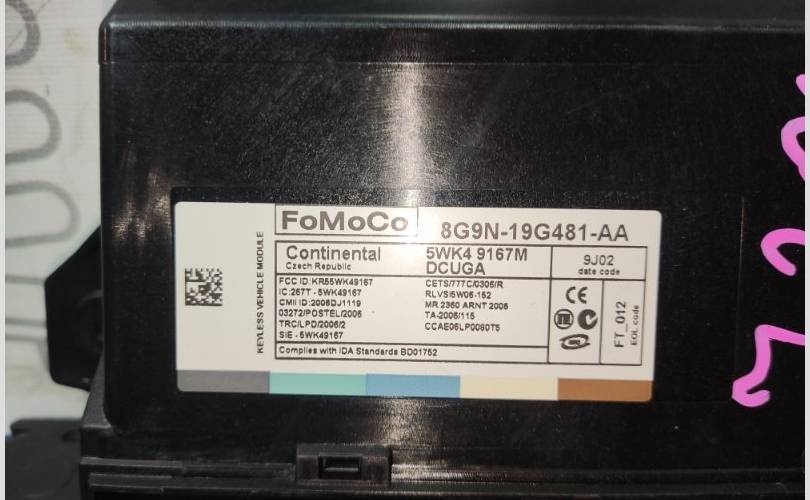 FoMoCo
8G9N-19G481-AA
KEYLESS VEHICLE MODULE
Continental
Czech Republic
5WK4 9167M
DCUGA
9J02
date code
FCC ID: KR55WK49167
IC:267T - 5WK49167
CMII ID:2006DJ1119
03272/POSTEL/2006
TRC/LPD/2006/2
SIE - 5WK49167
CETS/777C/0306/R
RLVSI5W06-152
MR 2360 ARNT 2006
TA-2006/115
CCAE06LP0080T5
CE
FT_012
EOL code
Complies with IDA Standards BD01752